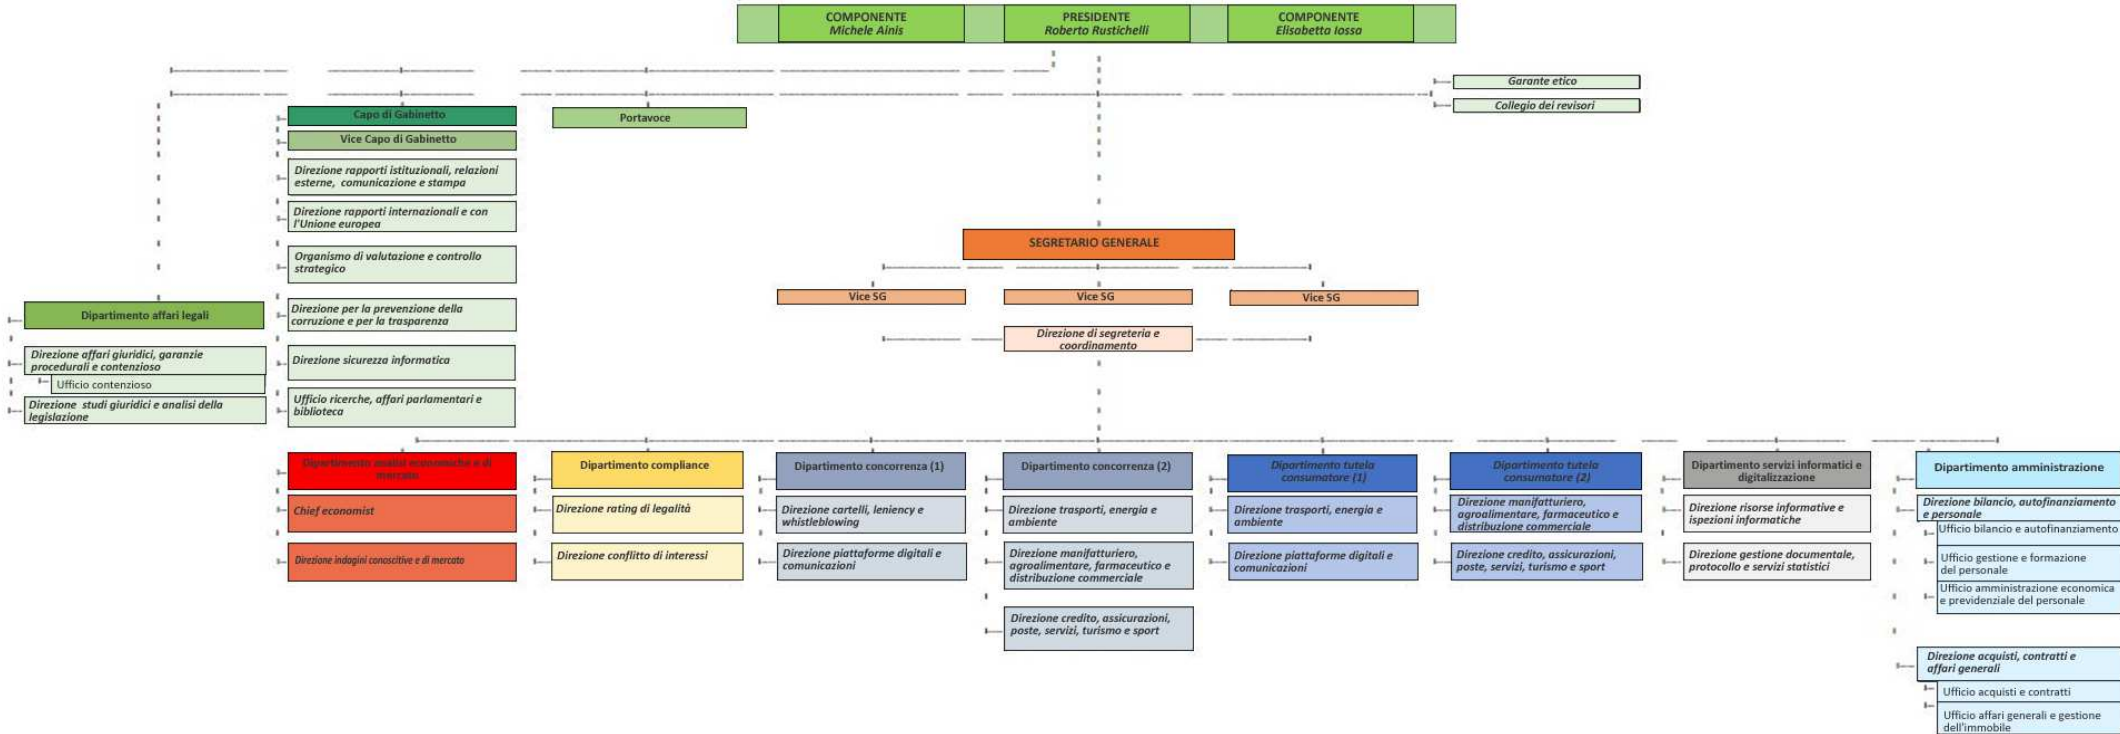 COMPONENTE
Michele Ainis
PRESIDENTE
Roberto Rustichelli
COMPONENTE
Elisabetta Iossa
Garante etico
Collegio dei revisori
Capo di Gabinetto
Vice Capo di Gabinetto
Direzione rapporti istituzionali, relazioni
esterne, comunicazione e stampa
Direzione rapporti internazionali e con
l'Unione europea
Organismo di valutazione e controllo
strategico
Direzione per la prevenzione della
corruzione e per la trasparenza
Direzione sicurezza informatica
Ufficio ricerche, affari parlamentari e
biblioteca
Portavoce
Dipartimento affari legali
Direzione affari giuridici, garanzie
procedurali e contenzioso
Ufficio contenzioso
Direzione studi giuridici e analisi della
legislazione
SEGRETARIO GENERALE
Vice SG
Vice SG
Vice SG
Direzione di segreteria e
coordinamento
Dipartimento analisi economiche e di
mercato
Chief economist
Direzione indagini conoscitive e di mercato
Dipartimento compliance
Direzione rating di legalità
Direzione conflitto di interessi
Dipartimento concorrenza (1)
Direzione cartelli, leniency e
whistleblowing
Direzione piattaforme digitali e
comunicazioni
Dipartimento concorrenza (2)
Direzione trasporti, energia e
ambiente
Direzione manifatturiero,
agroalimentare, farmaceutico e
distribuzione commerciale
Direzione credito, assicurazioni,
poste, servizi, turismo e sport
Dipartimento tutela
consumatore (1)
Direzione trasporti, energia e
ambiente
Direzione piattaforme digitali e
comunicazioni
Dipartimento tutela
consumatore (2)
Direzione manifatturiero,
agroalimentare, farmaceutico e
distribuzione commerciale
Direzione credito, assicurazioni,
poste, servizi, turismo e sport
Dipartimento servizi informatici e
digitalizzazione
Direzione risorse informative e
ispezioni informatiche
Direzione gestione documentale,
protocollo e servizi statistici
Dipartimento amministrazione
Direzione bilancio, autofinanziamento
e personale
Ufficio bilancio e autofinanziamento
Ufficio gestione e formazione
del personale
Ufficio amministrazione economica
e previdenziale del personale
Direzione acquisti, contratti e
affari generali
Ufficio acquisti e contratti
Ufficio affari generali e gestione
dell'immobile